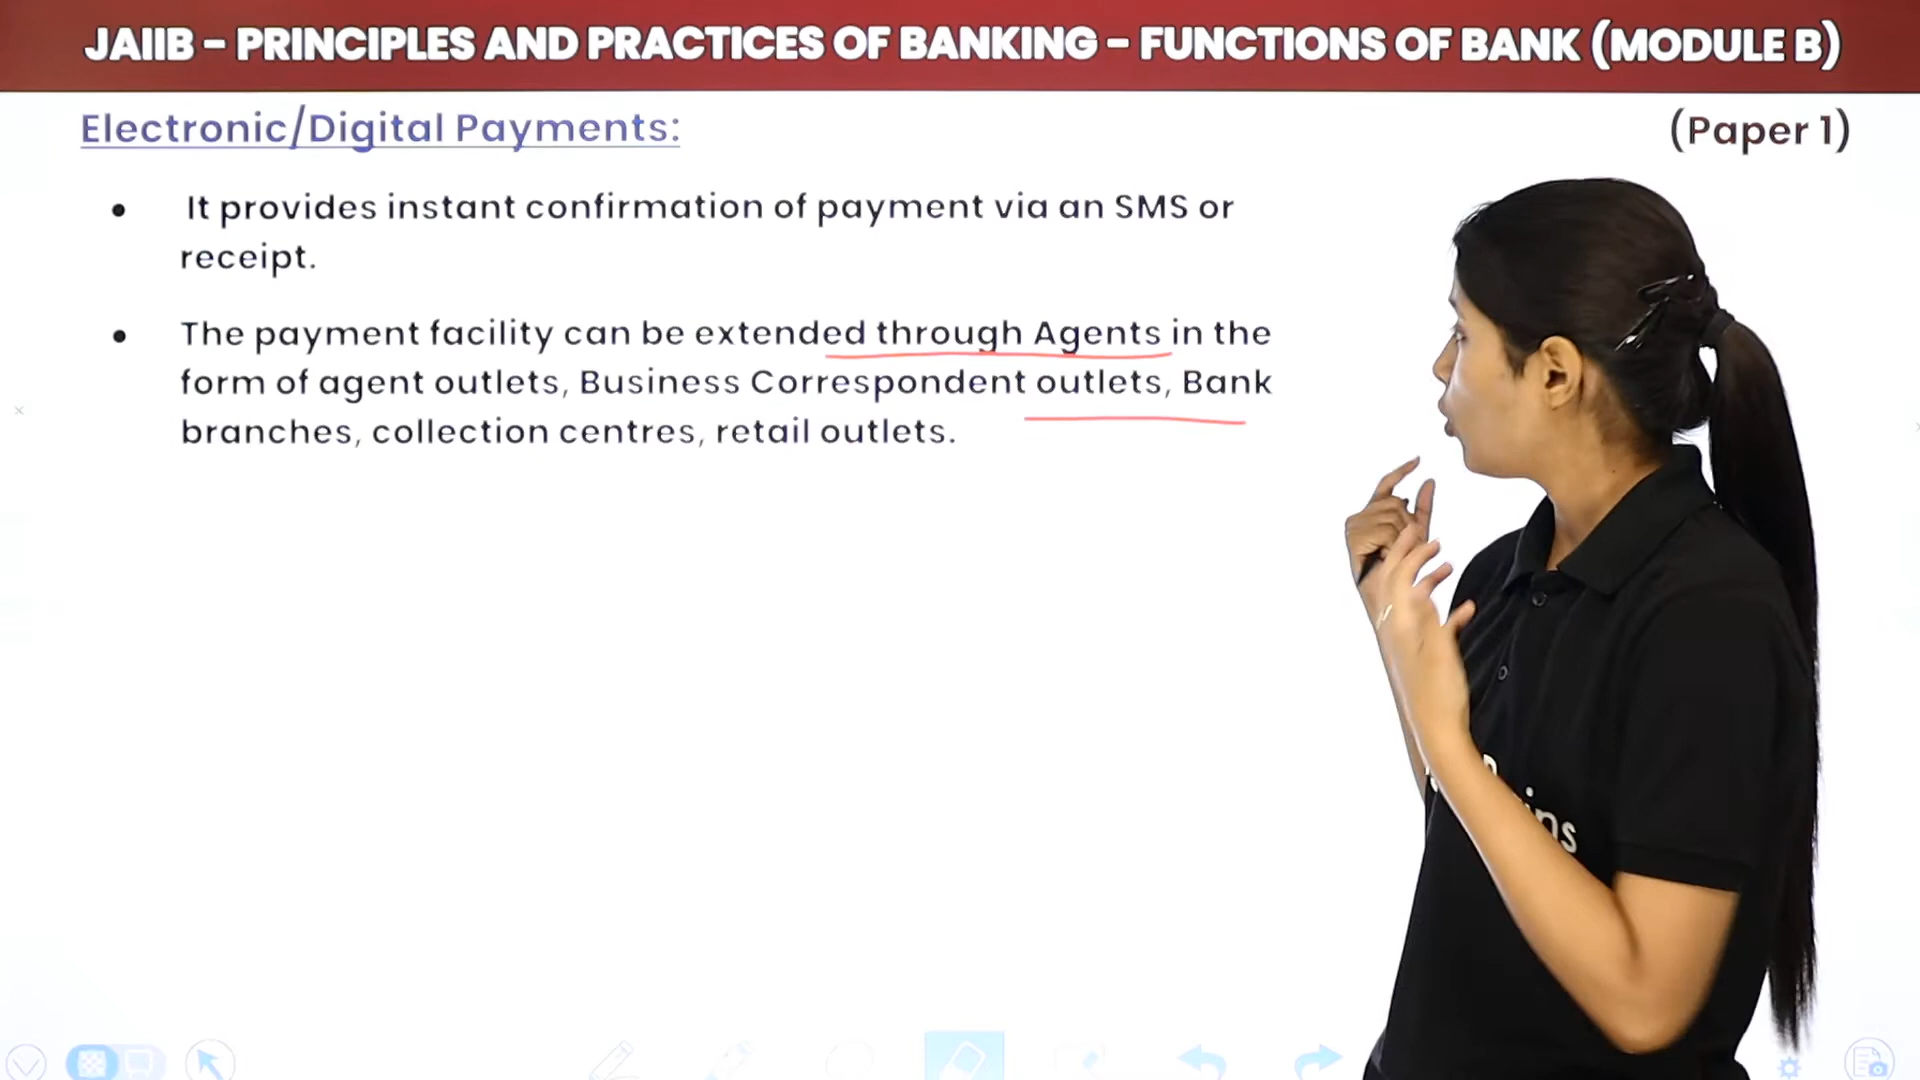 JAIIB – PRINCIPLES AND PRACTICES OF BANKING – FUNCTIONS OF BANK (MODULE B)
Electronic/Digital Payments:
(Paper 1)
• It provides instant confirmation of payment via an SMS or
receipt.
• The payment facility can be extended through Agents in the
form of agent outlets, Business Correspondent outlets, Bank
branches, collection centres, retail outlets.